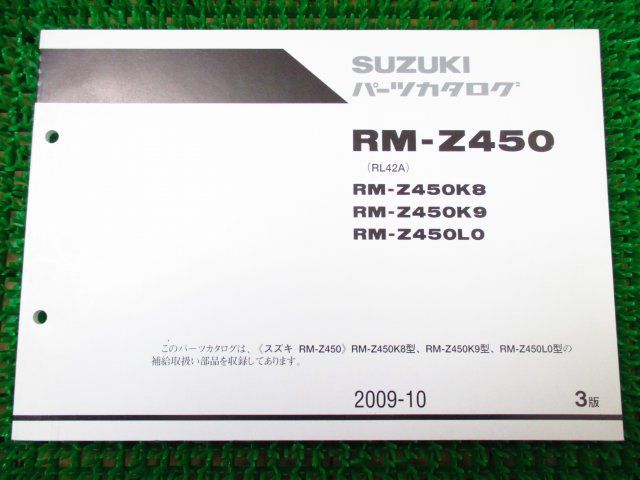 SUZUKI
パーツカタログ
RM-Z450
(RL42A)
RM-Z450K8
RM-Z450K9
RM-Z450L0
このパーツカタログは、《スズキ RM-Z450》RM-Z450K8型、RM-Z450K9型、RM-Z450L0型の
補給取扱い部品を収録してあります。
2009-10
3版